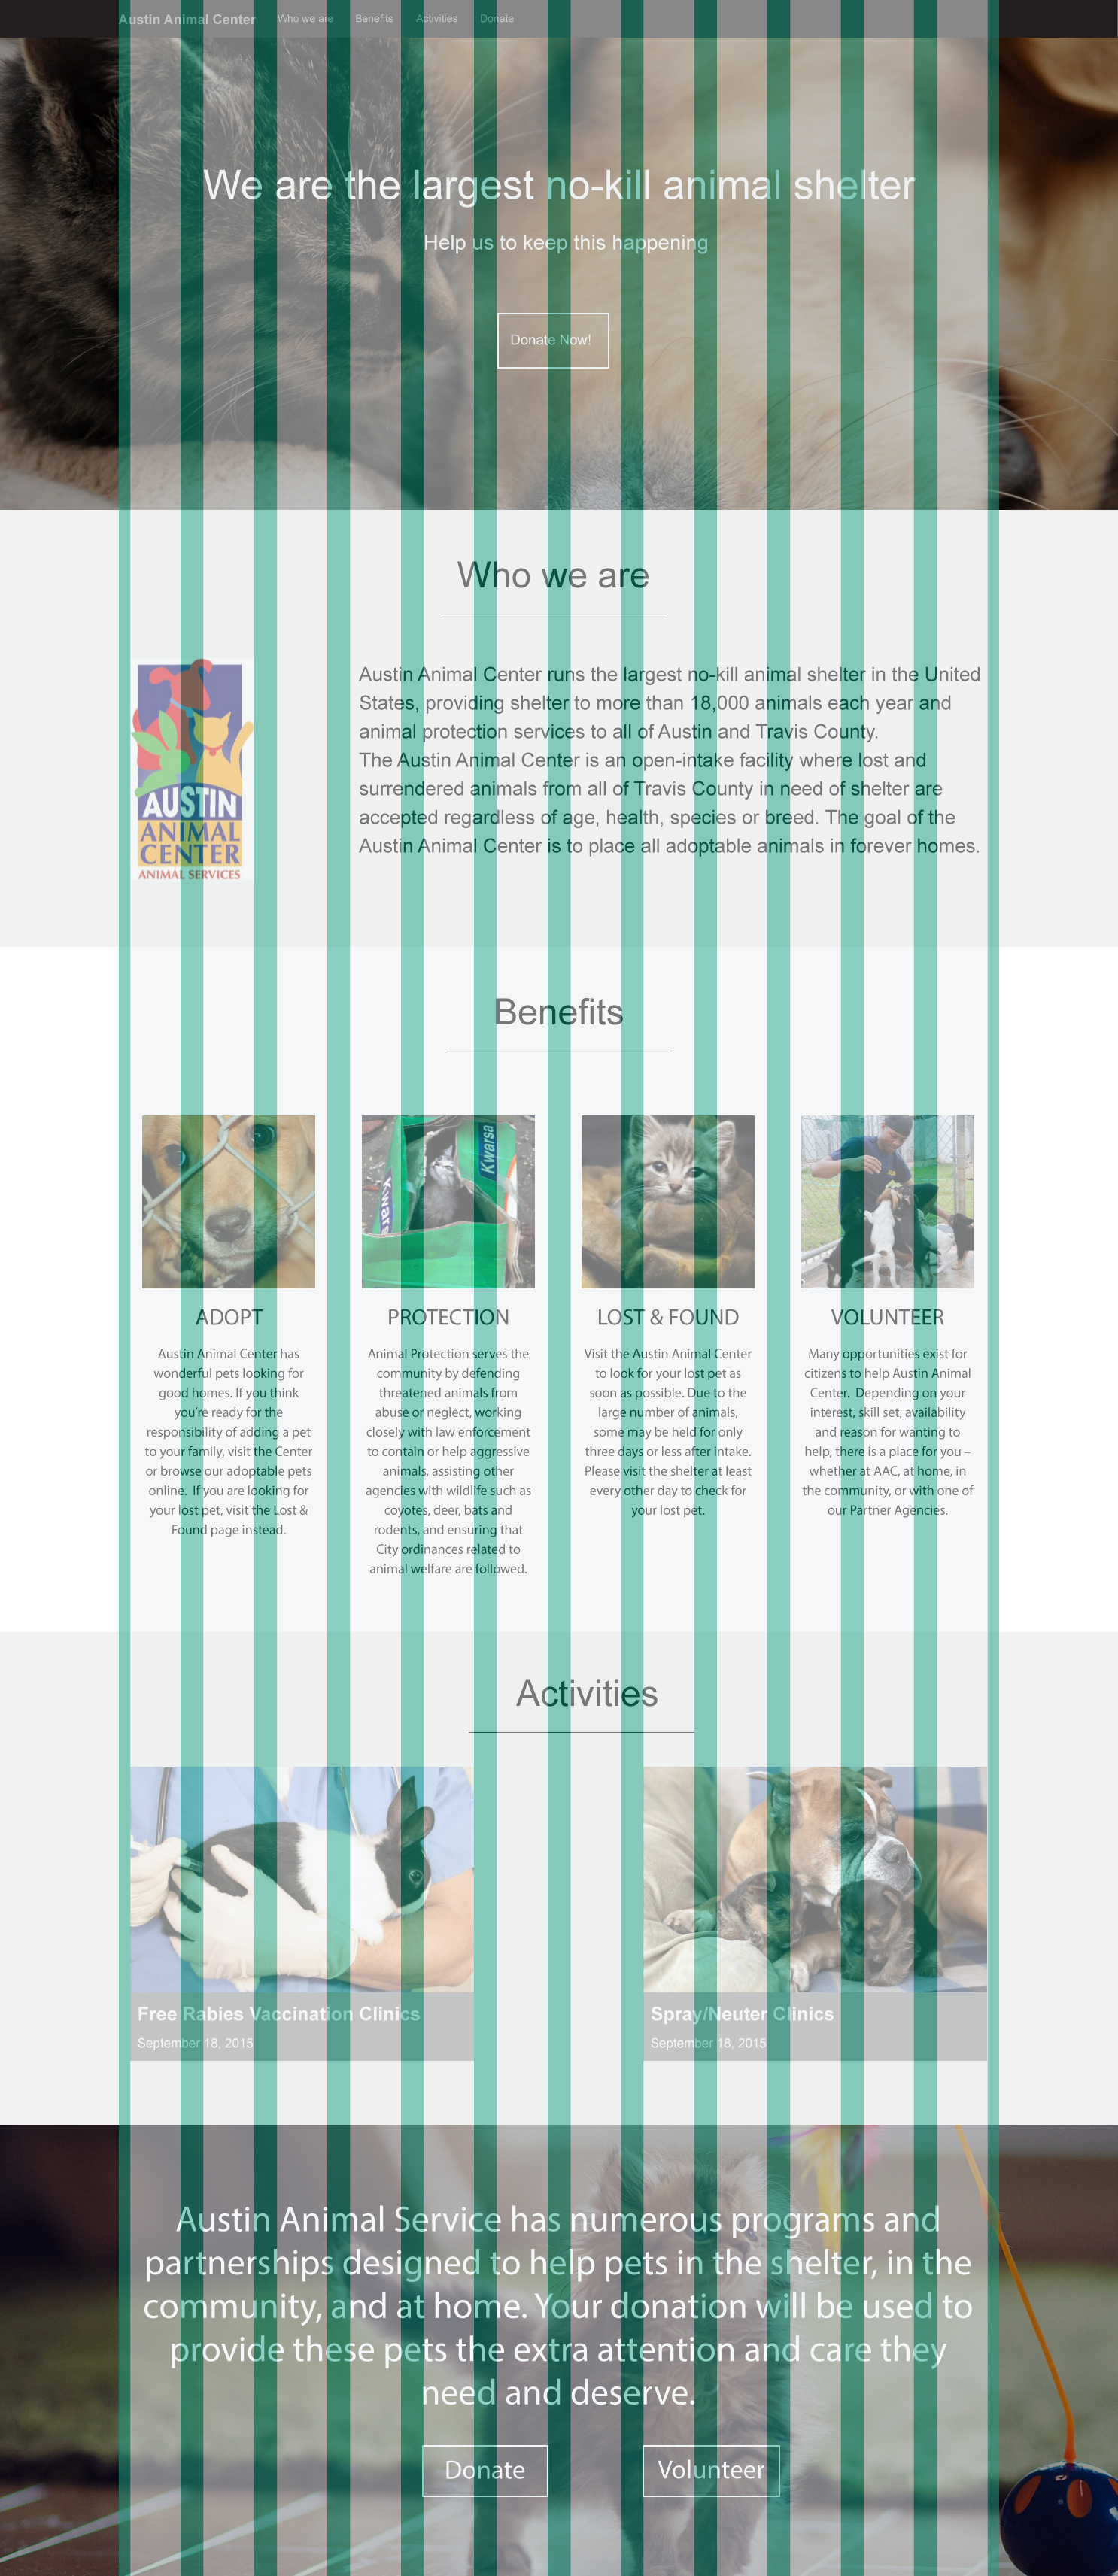 Austin Animal Center Who we are Benefits Activities Donate
We are the largest no-kill animal shelter
Help us to keep this happening
Donate Now!
Who we are
AUSTIN
ANIMAL
CENTER
ANIMAL SERVICES
Austin Animal Center runs the largest no-kill animal shelter in the United
States, providing shelter to more than 18,000 animals each year and
animal protection services to all of Austin and Travis County.
The Austin Animal Center is an open-intake facility where lost and
surrendered animals from all of Travis County in need of shelter are
accepted regardless of age, health, species or breed. The goal of the
Austin Animal Center is to place all adoptable animals in forever homes.
Benefits
Kwarsa
ADOPT
Austin Animal Center has
wonderful pets looking for
good homes. If you think
you're ready for the
responsibility of adding a pet
to your family, visit the Center
or browse our adoptable pets
online.  If you are looking for
your lost pet, visit the Lost &
Found page instead.
PROTECTION
Animal Protection serves the
community by defending
threatened animals from
abuse or neglect, working
closely with law enforcement
to contain or help aggressive
animals, assisting other
agencies with wildlife such as
coyotes, deer, bats and
rodents, and ensuring that
City ordinances related to
animal welfare are followed.
LOST & FOUND
Visit the Austin Animal Center
to look for your lost pet as
soon as possible. Due to the
large number of animals,
some may be held for only
three days or less after intake.
Please visit the shelter at least
every other day to check for
your lost pet.
VOLUNTEER
Many opportunities exist for
citizens to help Austin Animal
Center.  Depending on your
interest, skill set, availability
and reason for wanting to
help, there is a place for you –
whether at AAC, at home, in
the community, or with one of
our Partner Agencies.
Activities
Free Rabies Vaccination Clinics
September 18, 2015
Spray/Neuter Clinics
September 18, 2015
Austin Animal Service has numerous programs and
partnerships designed to help pets in the shelter, in the
community, and at home. Your donation will be used to
provide these pets the extra attention and care they
need and deserve.
Donate
Volunteer